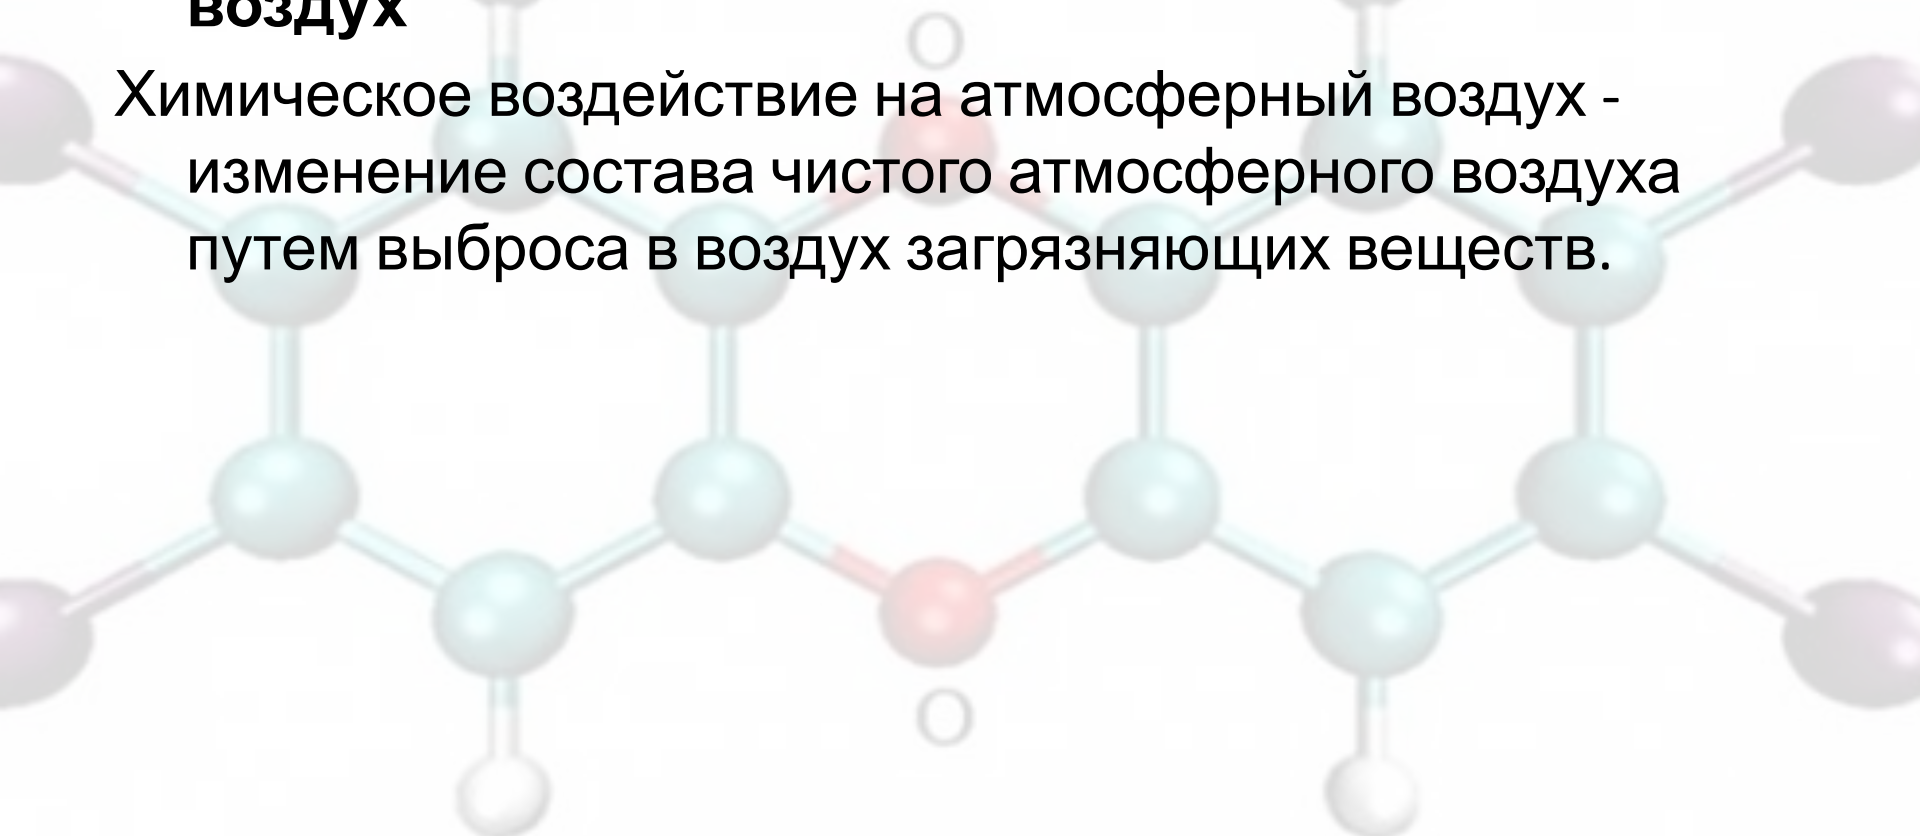 воздух
O
Химическое воздействие на атмосферный воздух -
изменение состава чистого атмосферного воздуха
путем выброса в воздух загрязняющих веществ.
O